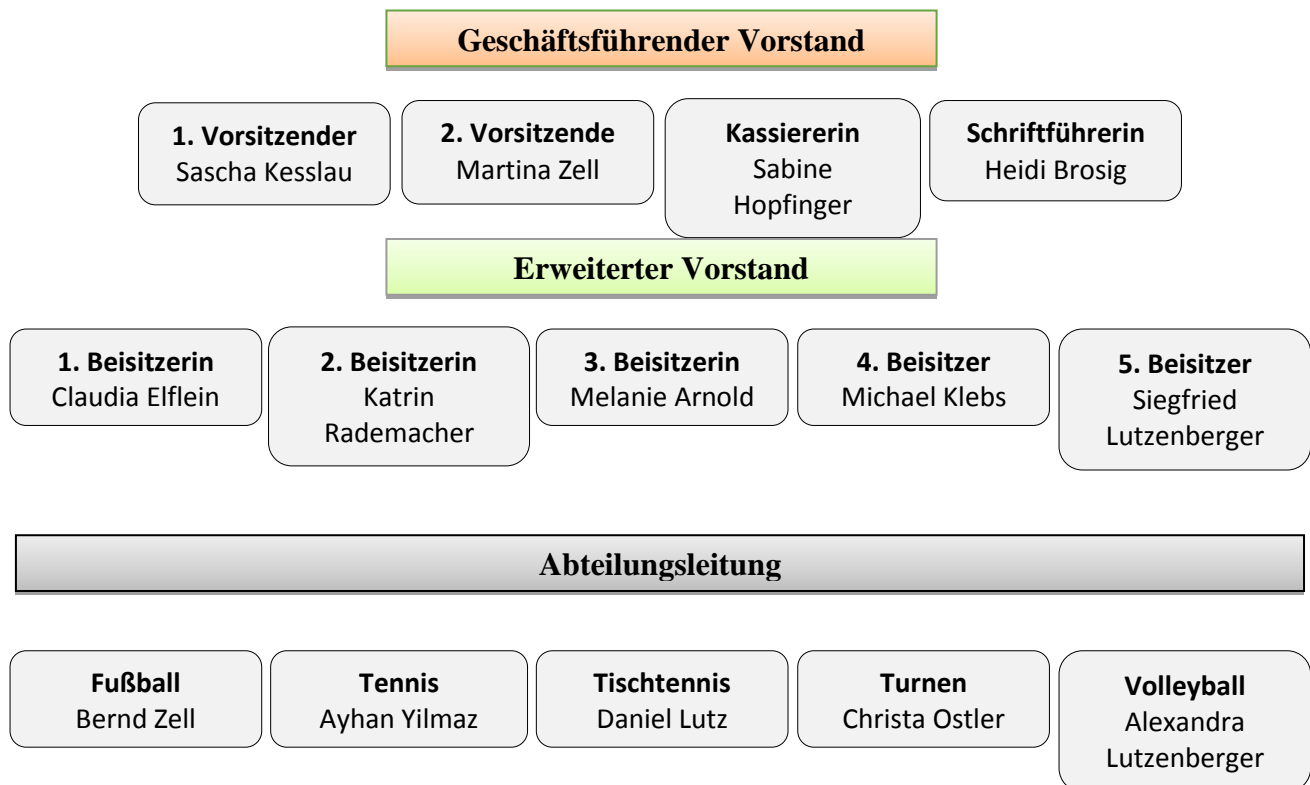 Geschäftsführender Vorstand
1. Vorsitzender
Sascha Kesslau
2. Vorsitzende
Martina Zell
Kassiererin
Sabine
Hopfinger
Schriftführerin
Heidi Brosig
Erweiterter Vorstand
1. Beisitzerin
Claudia Elflein
2. Beisitzerin
Katrin
Rademacher
3. Beisitzerin
Melanie Arnold
4. Beisitzer
Michael Klebs
5. Beisitzer
Siegfried
Lutzenberger
Abteilungsleitung
Fußball
Bernd Zell
Tennis
Ayhan Yilmaz
Tischtennis
Daniel Lutz
Turnen
Christa Ostler
Volleyball
Alexandra
Lutzenberger